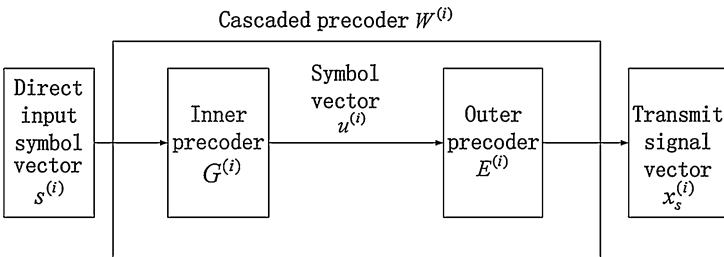 Cascaded precoder W^(i)
Direct
input
symbol
vector
s^(i)
Inner
precoder
G^(i)
Symbol
vector
u^(i)
Outer
precoder
E^(i)
Transmit
signal
vector
x_s^(i)